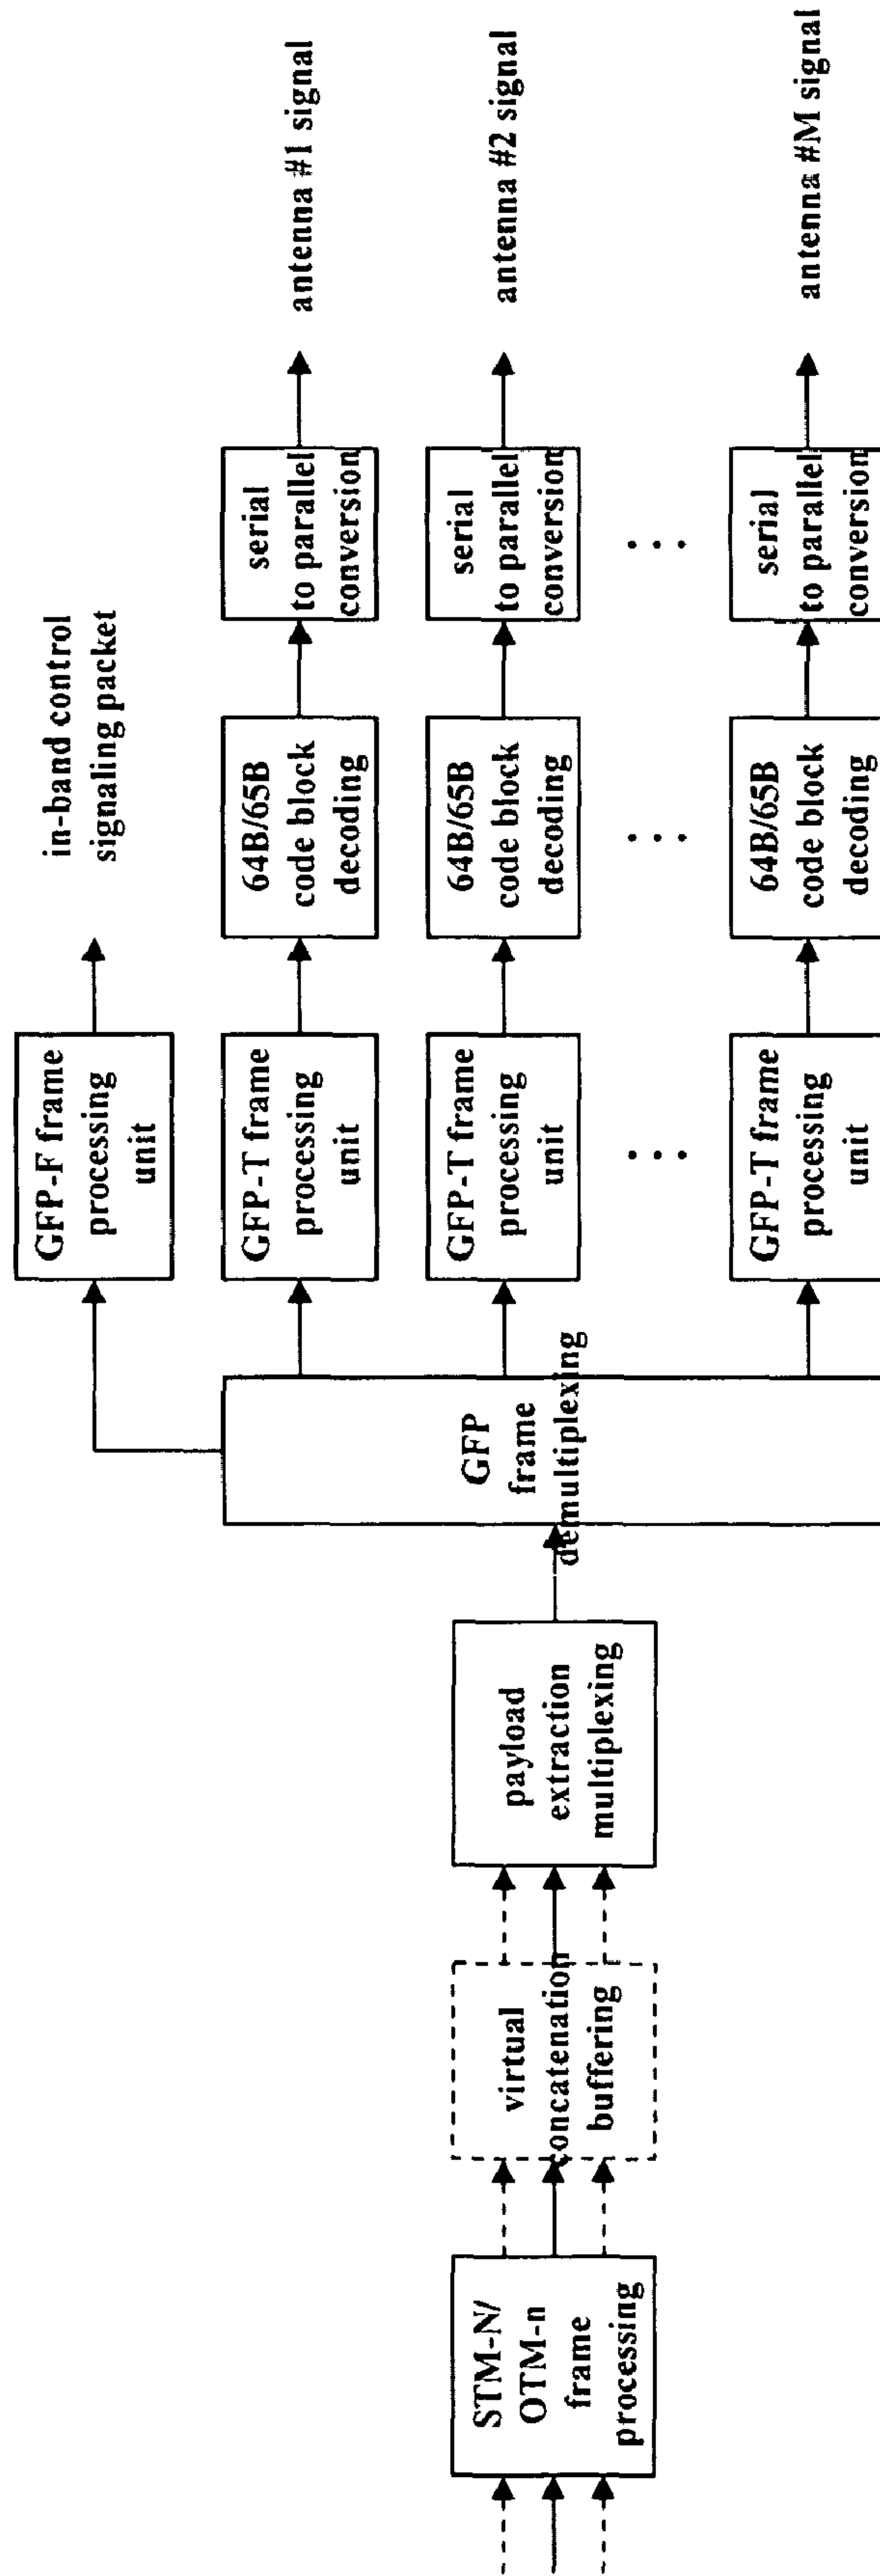 STM-N/
OTM-n
frame
processing
virtual
concatenation
buffering
payload
extraction
multiplexing
GFP
frame
demultiplexing
GFP-F frame
processing
unit
in-band control
signaling packet
GFP-T frame
processing
unit
64B/65B
code block
decoding
serial
to parallel
conversion
antenna #1 signal
GFP-T frame
processing
unit
64B/65B
code block
decoding
serial
to parallel
conversion
antenna #2 signal
...
...
...
GFP-T frame
processing
unit
64B/65B
code block
decoding
serial
to parallel
conversion
antenna #M signal